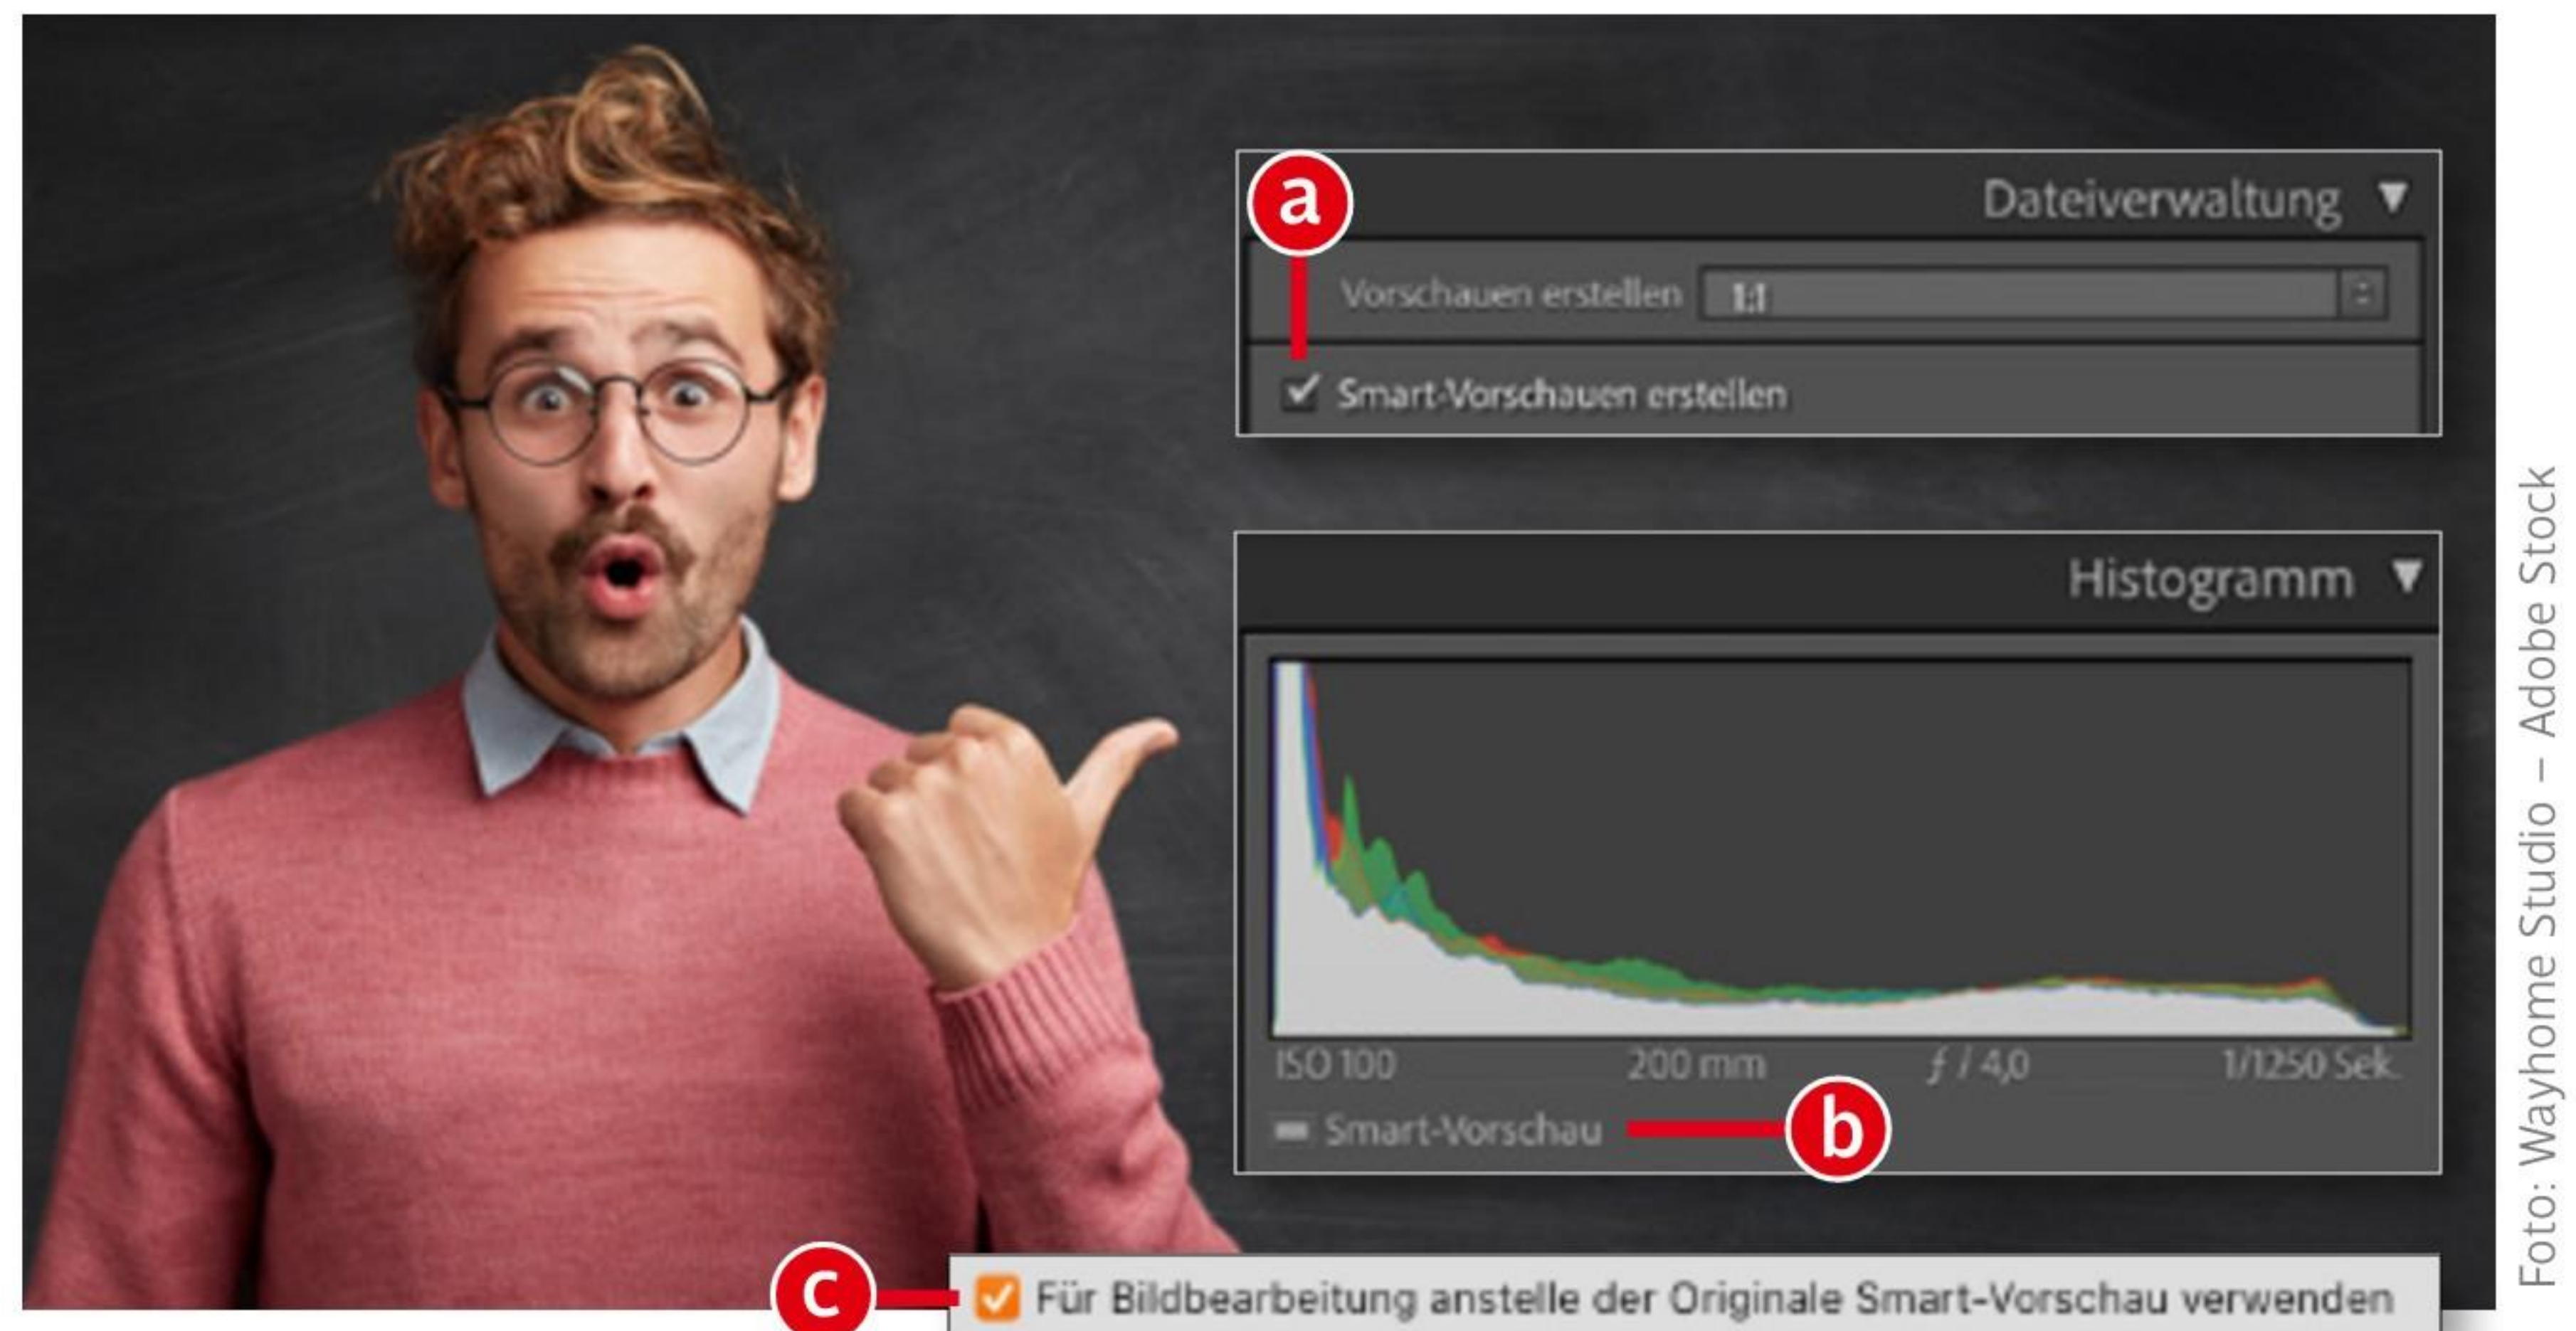 a
Dateiverwaltung ▼
Vorschauen erstellen 1:1
✓ Smart-Vorschauen erstellen
Histogramm ▼
ISO 100 200 mm ƒ / 4,0 1/1250 Sek.
Smart-Vorschau
b
c
Für Bildbearbeitung anstelle der Originale Smart-Vorschau verwenden
Foto: Wayhome Studio – Adobe Stock